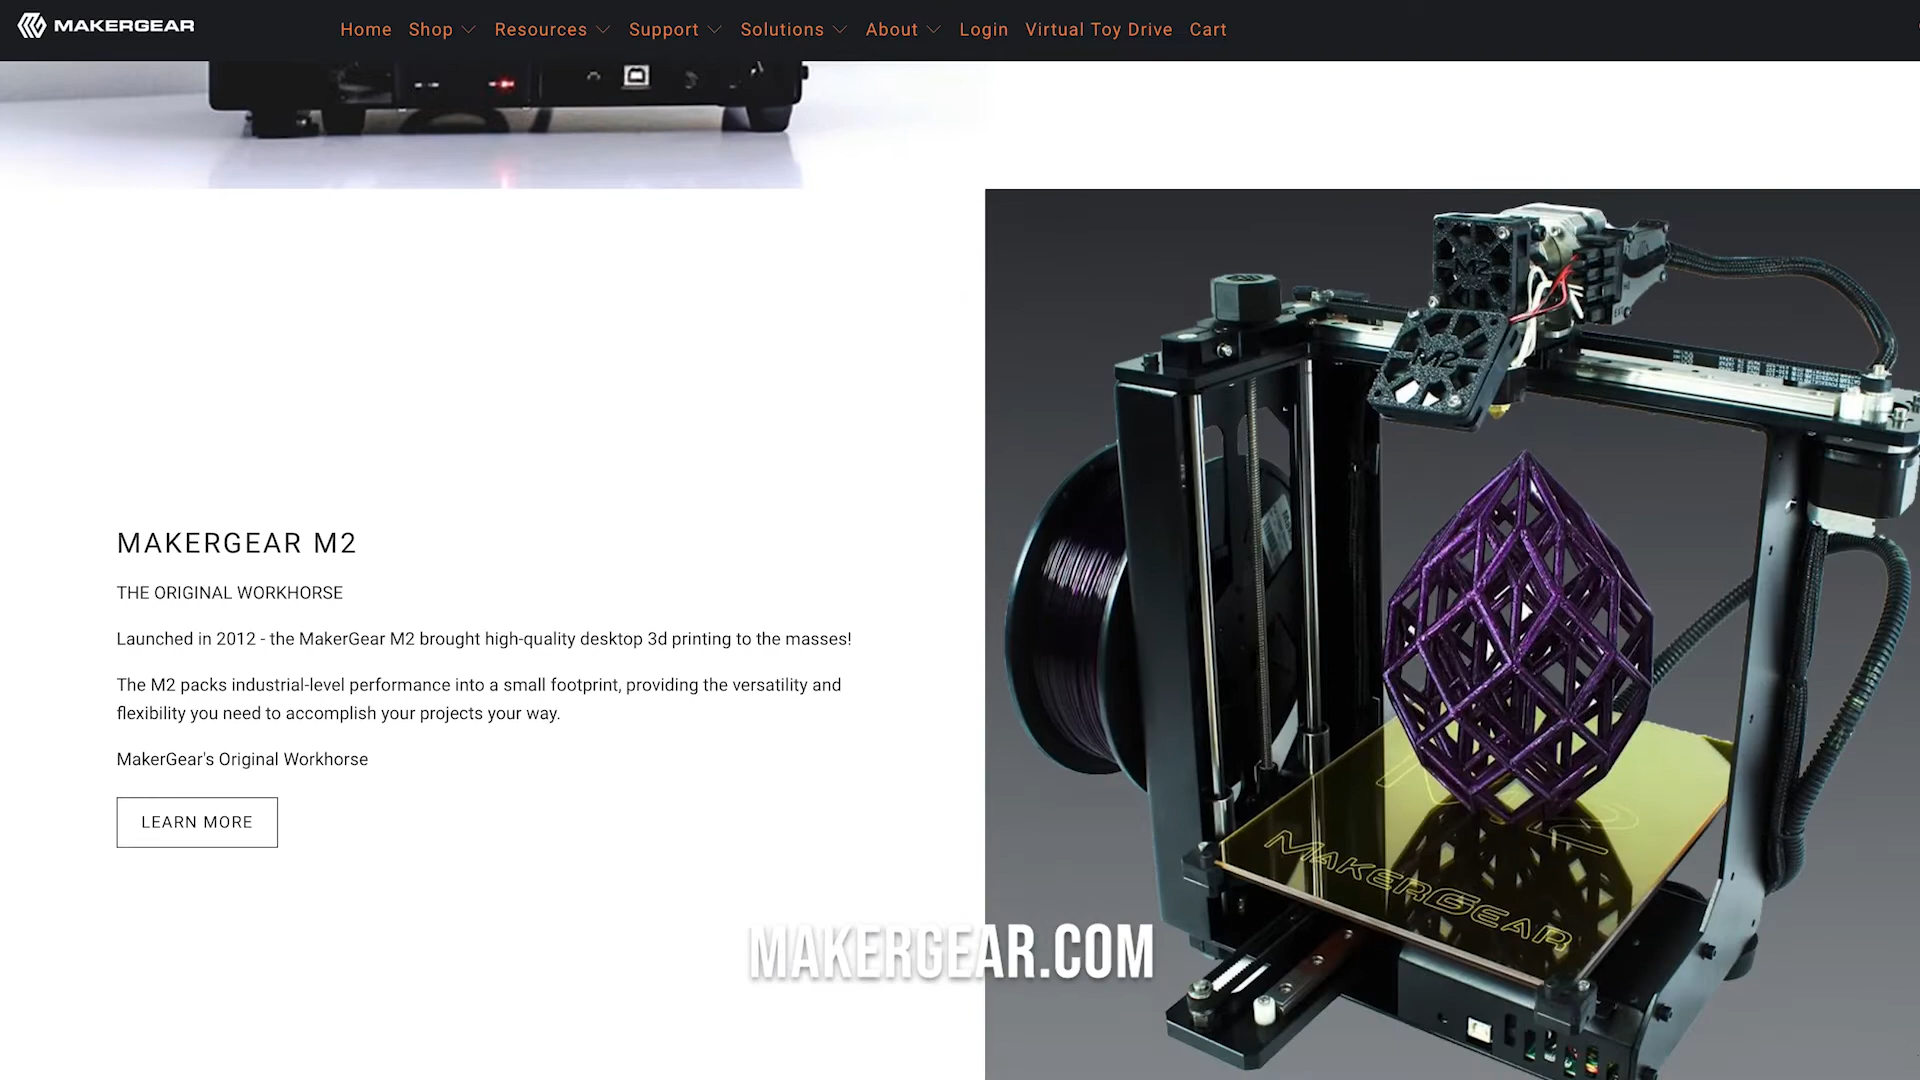 MAKERGEAR
Home Shop Resources Support Solutions About Login Virtual Toy Drive Cart
MAKERGEAR M2
THE ORIGINAL WORKHORSE
Launched in 2012 - the MakerGear M2 brought high-quality desktop 3d printing to the masses!
The M2 packs industrial-level performance into a small footprint, providing the versatility and
flexibility you need to accomplish your projects your way.
MakerGear's Original Workhorse
LEARN MORE
M2
M2
M2
MAKERGEAR
MAKERGEAR.COM